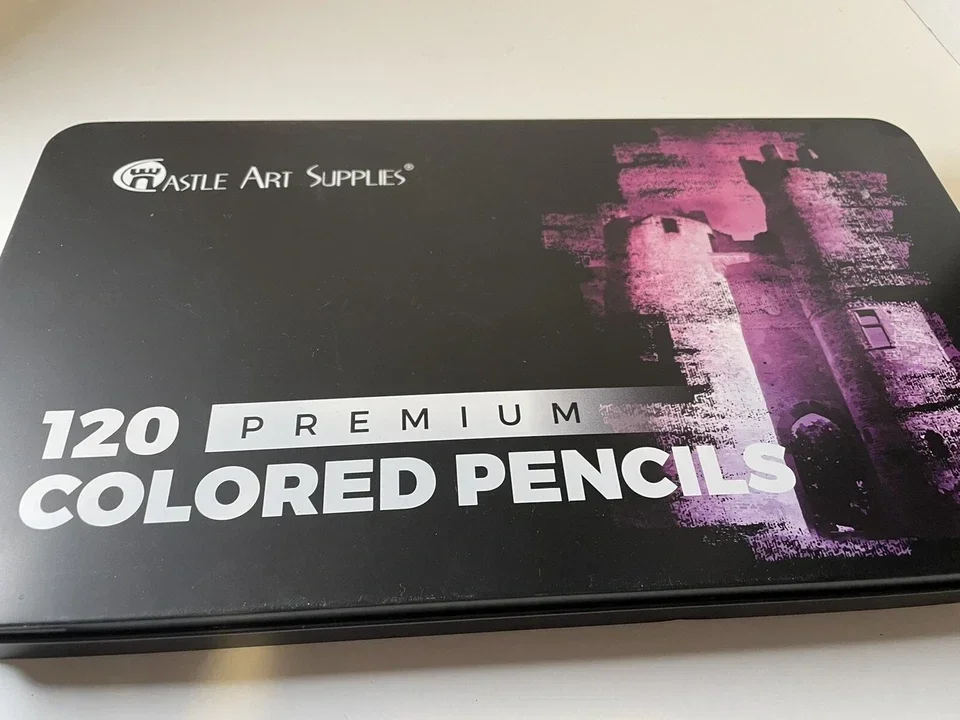 CASTLE ART SUPPLIES®
120 PREMIUM
COLORED PENCILS